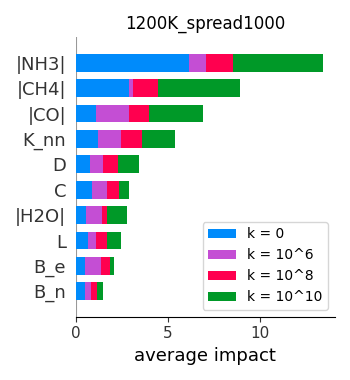 1200K_spread1000
|NH3|
|CH4|
|CO|
K_nn
D
C
|H2O|
L
B_e
B_n
k = 0
k = 10^6
k = 10^8
k = 10^10
0 5 10
average impact